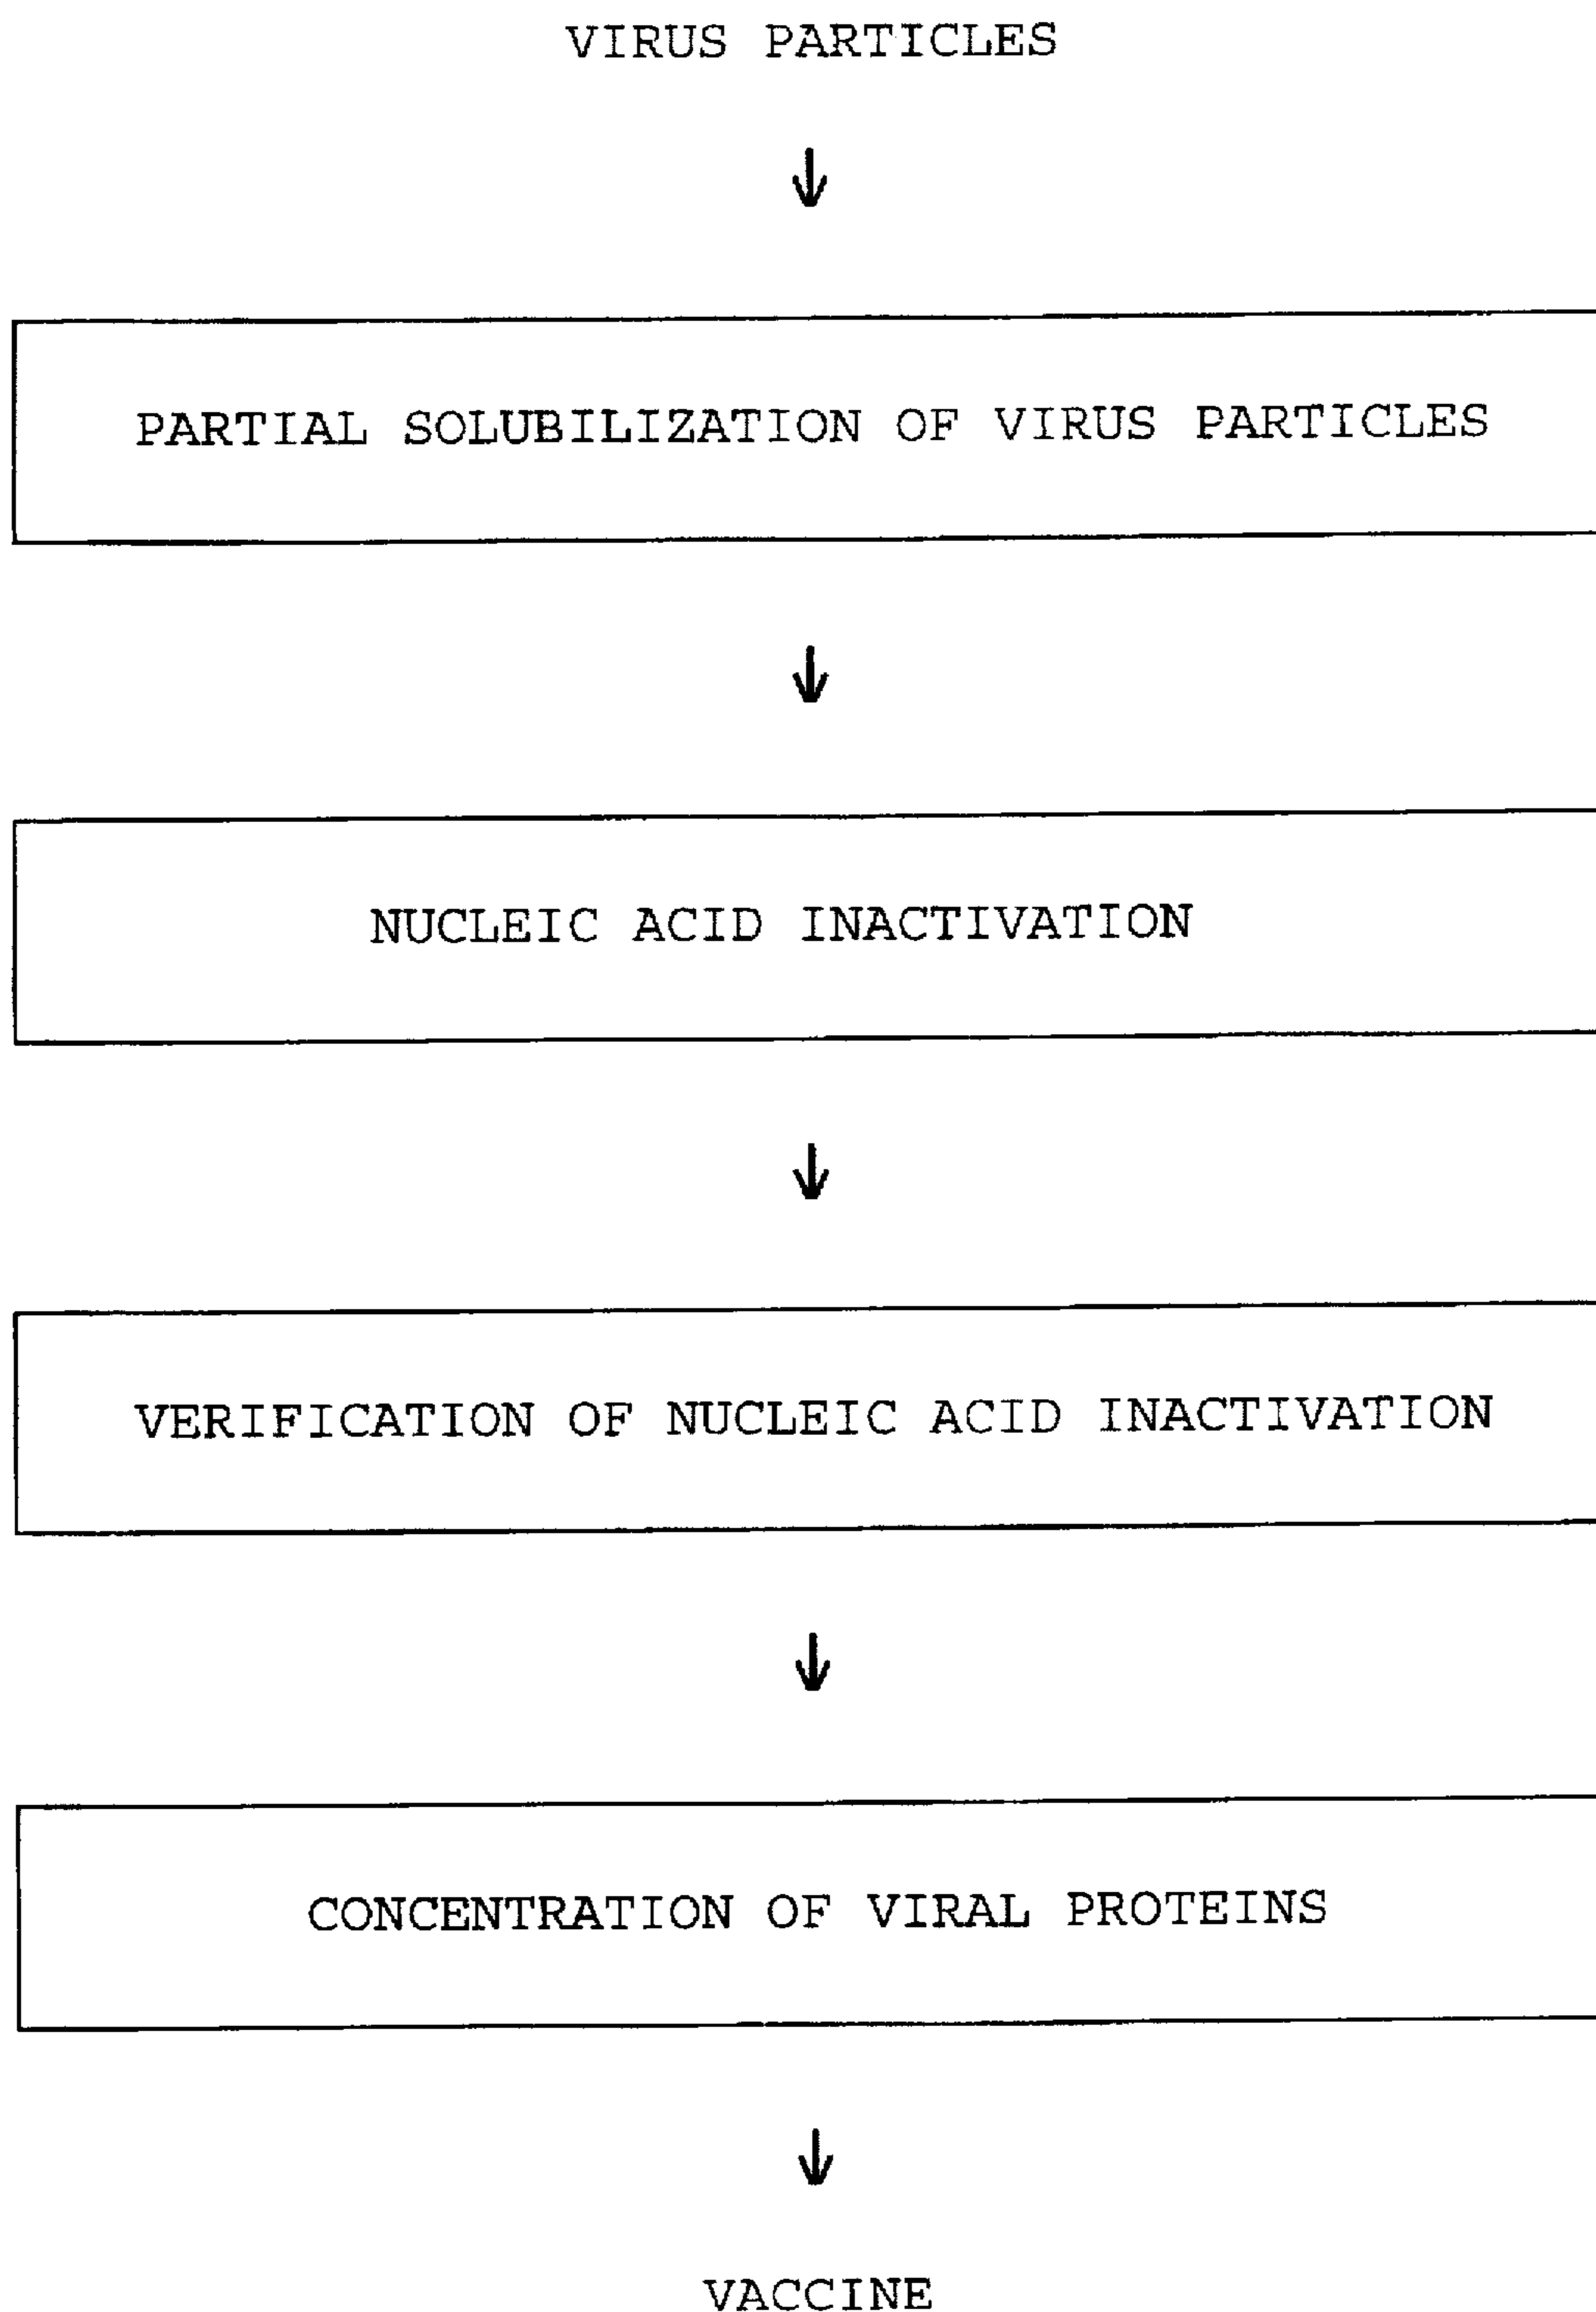 VIRUS PARTICLES
PARTIAL SOLUBILIZATION OF VIRUS PARTICLES
NUCLEIC ACID INACTIVATION
VERIFICATION OF NUCLEIC ACID INACTIVATION
CONCENTRATION OF VIRAL PROTEINS
VACCINE